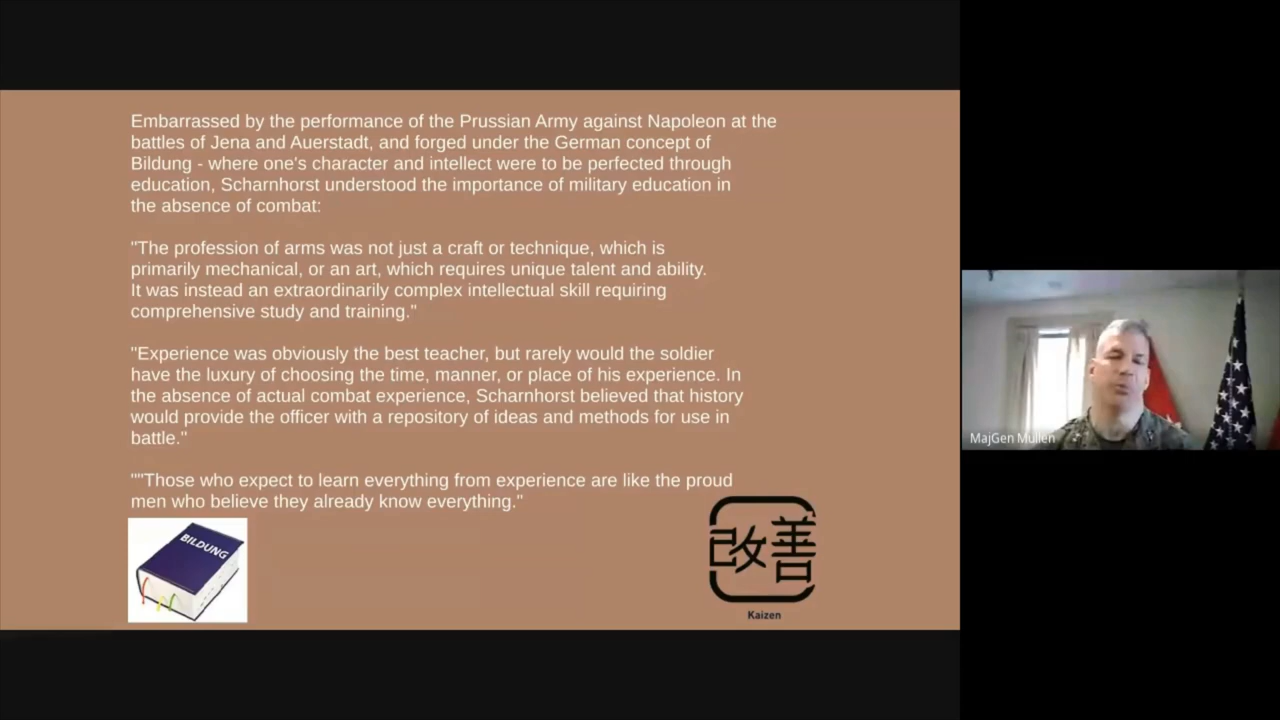 Embarrassed by the performance of the Prussian Army against Napoleon at the
battles of Jena and Auerstadt, and forged under the German concept of
Bildung - where one's character and intellect were to be perfected through
education, Scharnhorst understood the importance of military education in
the absence of combat:
"The profession of arms was not just a craft or technique, which is
primarily mechanical, or an art, which requires unique talent and ability.
It was instead an extraordinarily complex intellectual skill requiring
comprehensive study and training."
"Experience was obviously the best teacher, but rarely would the soldier
have the luxury of choosing the time, manner, or place of his experience. In
the absence of actual combat experience, Scharnhorst believed that history
would provide the officer with a repository of ideas and methods for use in
battle."
""Those who expect to learn everything from experience are like the proud
men who believe they already know everything."
BILDUNG
改善
Kaizen
MajGen Mullen